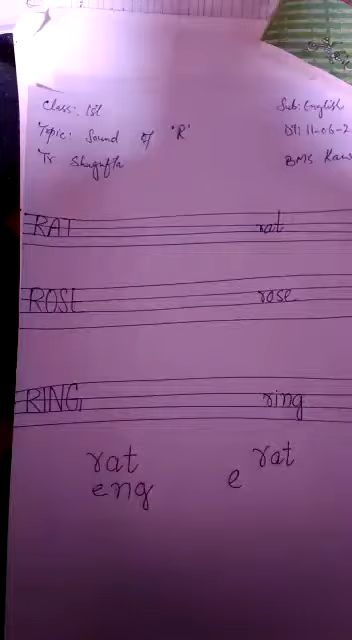 Class: 1st Sub: English
Topic: Sound of 'R' Dt: 11-06-2
Tr Shugufta BMS
RAT rat
ROSE rose
RING ring
rat rat
eng e